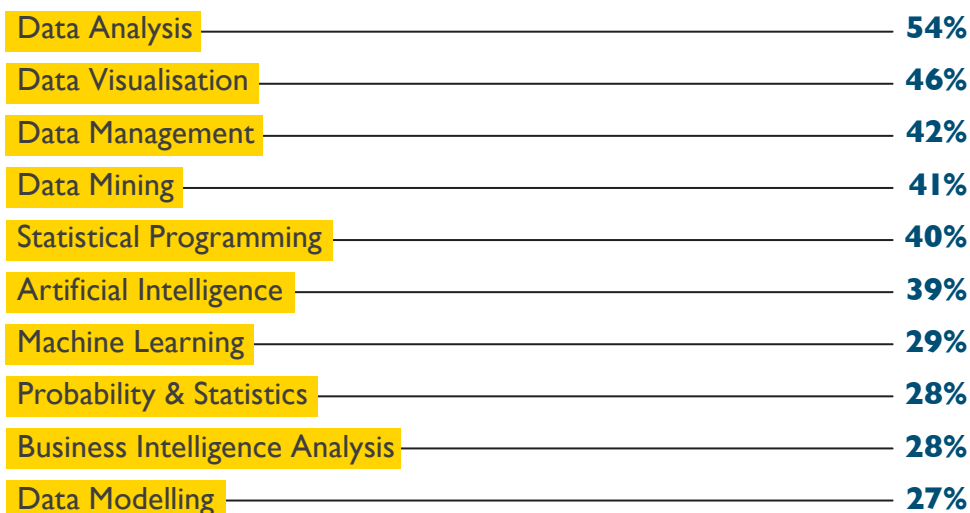 Data Analysis 54%
Data Visualisation 46%
Data Management 42%
Data Mining 41%
Statistical Programming 40%
Artificial Intelligence 39%
Machine Learning 29%
Probability & Statistics 28%
Business Intelligence Analysis 28%
Data Modelling 27%